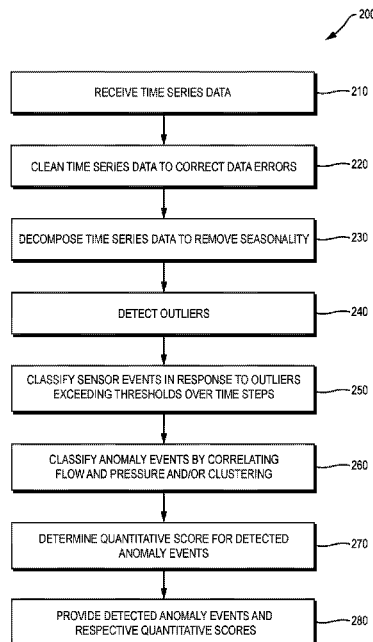 200
RECEIVE TIME SERIES DATA
210
CLEAN TIME SERIES DATA TO CORRECT DATA ERRORS
220
DECOMPOSE TIME SERIES DATA TO REMOVE SEASONALITY
230
DETECT OUTLIERS
240
CLASSIFY SENSOR EVENTS IN RESPONSE TO OUTLIERS
EXCEEDING THRESHOLDS OVER TIME STEPS
250
CLASSIFY ANOMALY EVENTS BY CORRELATING
FLOW AND PRESSURE AND/OR CLUSTERING
260
DETERMINE QUANTITATIVE SCORE FOR DETECTED
ANOMALY EVENTS
270
PROVIDE DETECTED ANOMALY EVENTS AND
RESPECTIVE QUANTITATIVE SCORES
280